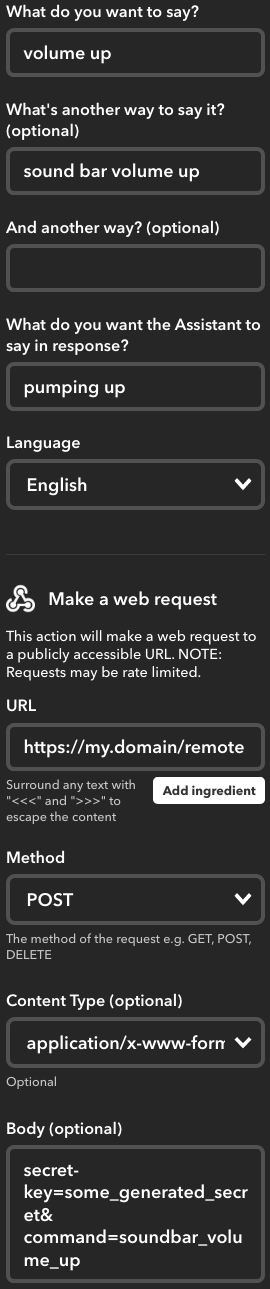 What do you want to say?
volume up
What's another way to say it?
(optional)
sound bar volume up
And another way? (optional)
What do you want the Assistant to
say in response?
pumping up
Language
English
Make a web request
This action will make a web request to
a publicly accessible URL. NOTE:
Requests may be rate limited.
URL
https://my.domain/remote
Surround any text with
"<<<" and ">>>" to
escape the content
Add ingredient
Method
POST
The method of the request e.g. GET, POST,
DELETE
Content Type (optional)
application/x-www-form
Optional
Body (optional)
secret-
key=some_generated_secr
et&
command=soundbar_volu
me_up